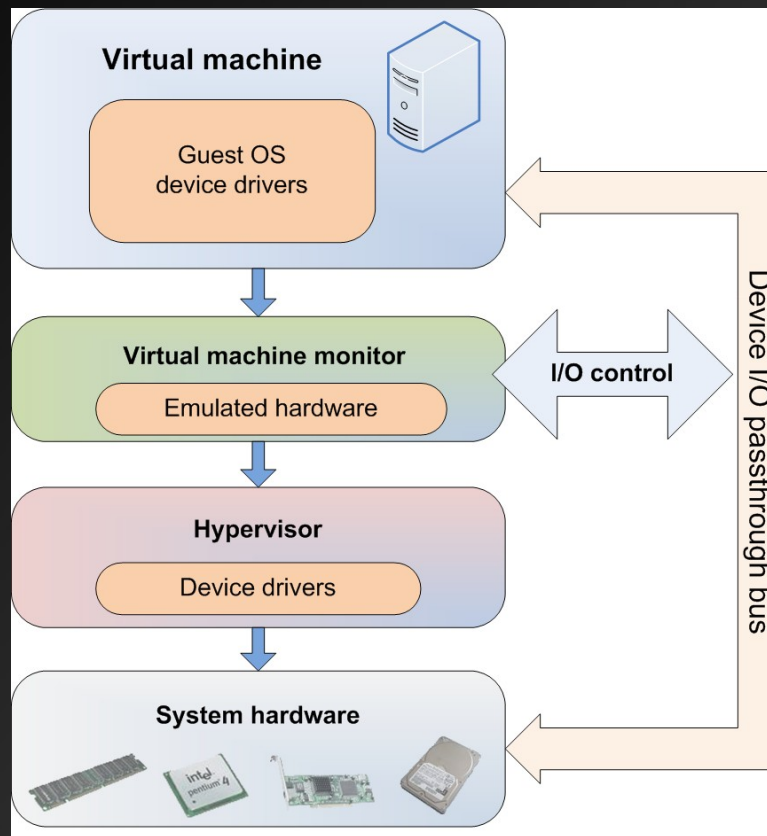 Virtual machine
Guest OS
device drivers
Virtual machine monitor
Emulated hardware
I/O control
Device I/O passthrough bus
Hypervisor
Device drivers
System hardware
intel
pentium 4